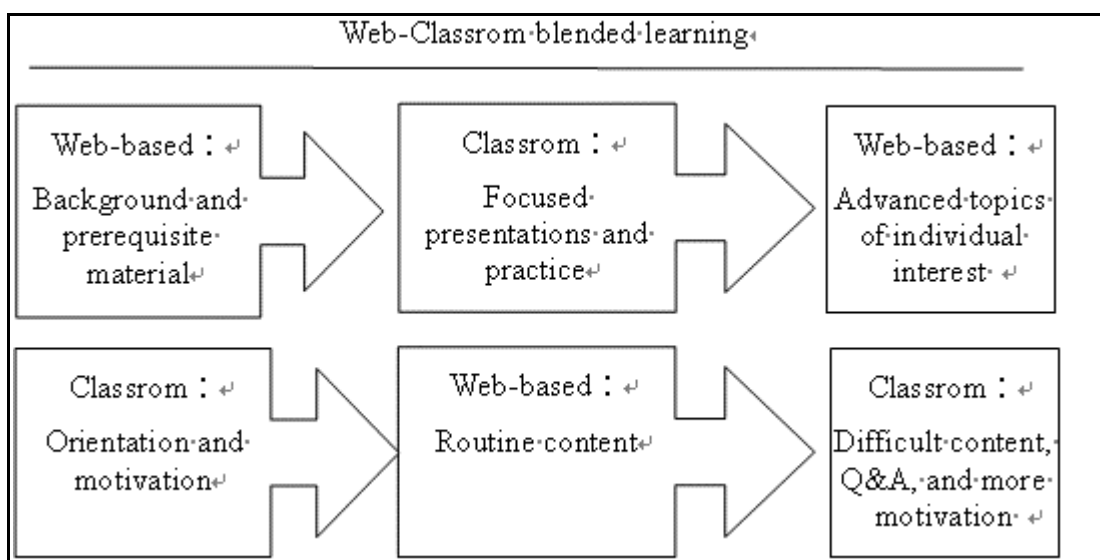 Web-Classrom blended learning
Web-based：
Background and
prerequisite
material
Classrom：
Focused
presentations and
practice
Web-based：
Advanced topics
of individual
interest
Classrom：
Orientation and
motivation
Web-based：
Routine content
Classrom：
Difficult content,
Q&A, and more
motivation